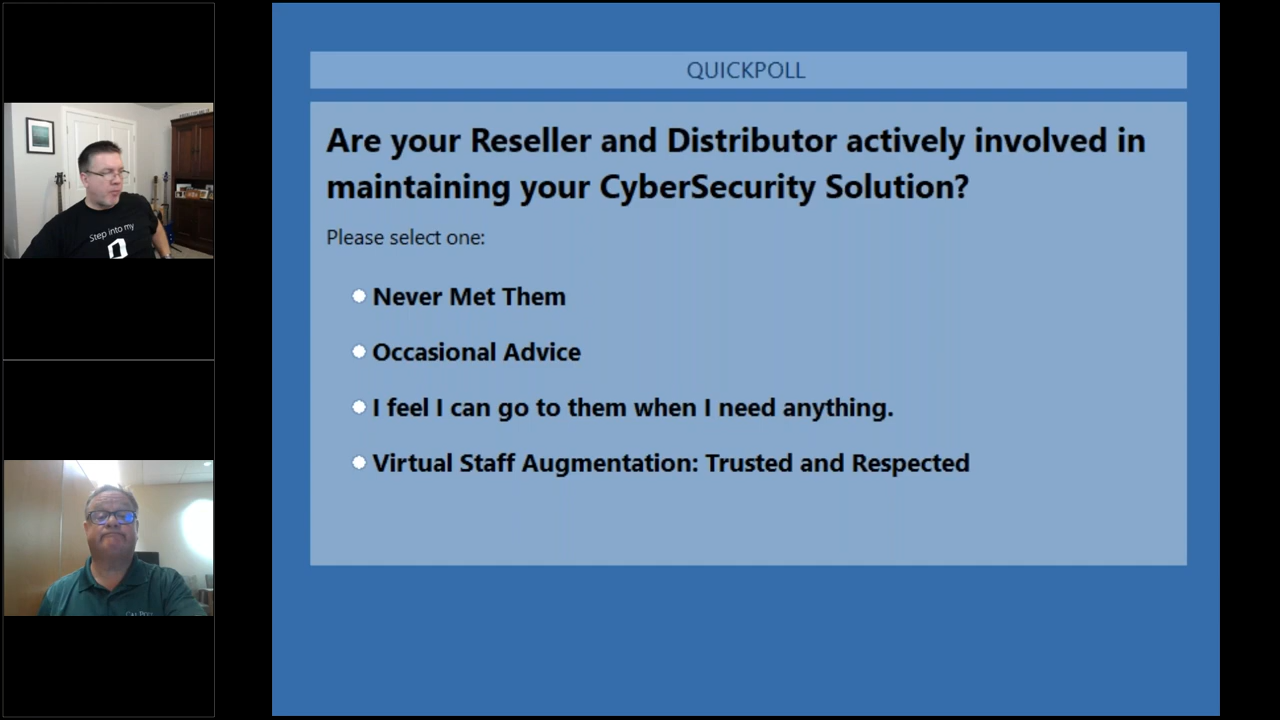 QUICKPOLL
Are your Reseller and Distributor actively involved in
maintaining your CyberSecurity Solution?
Please select one:
Never Met Them
Occasional Advice
I feel I can go to them when I need anything.
Virtual Staff Augmentation: Trusted and Respected
Step into my
CAL POLY